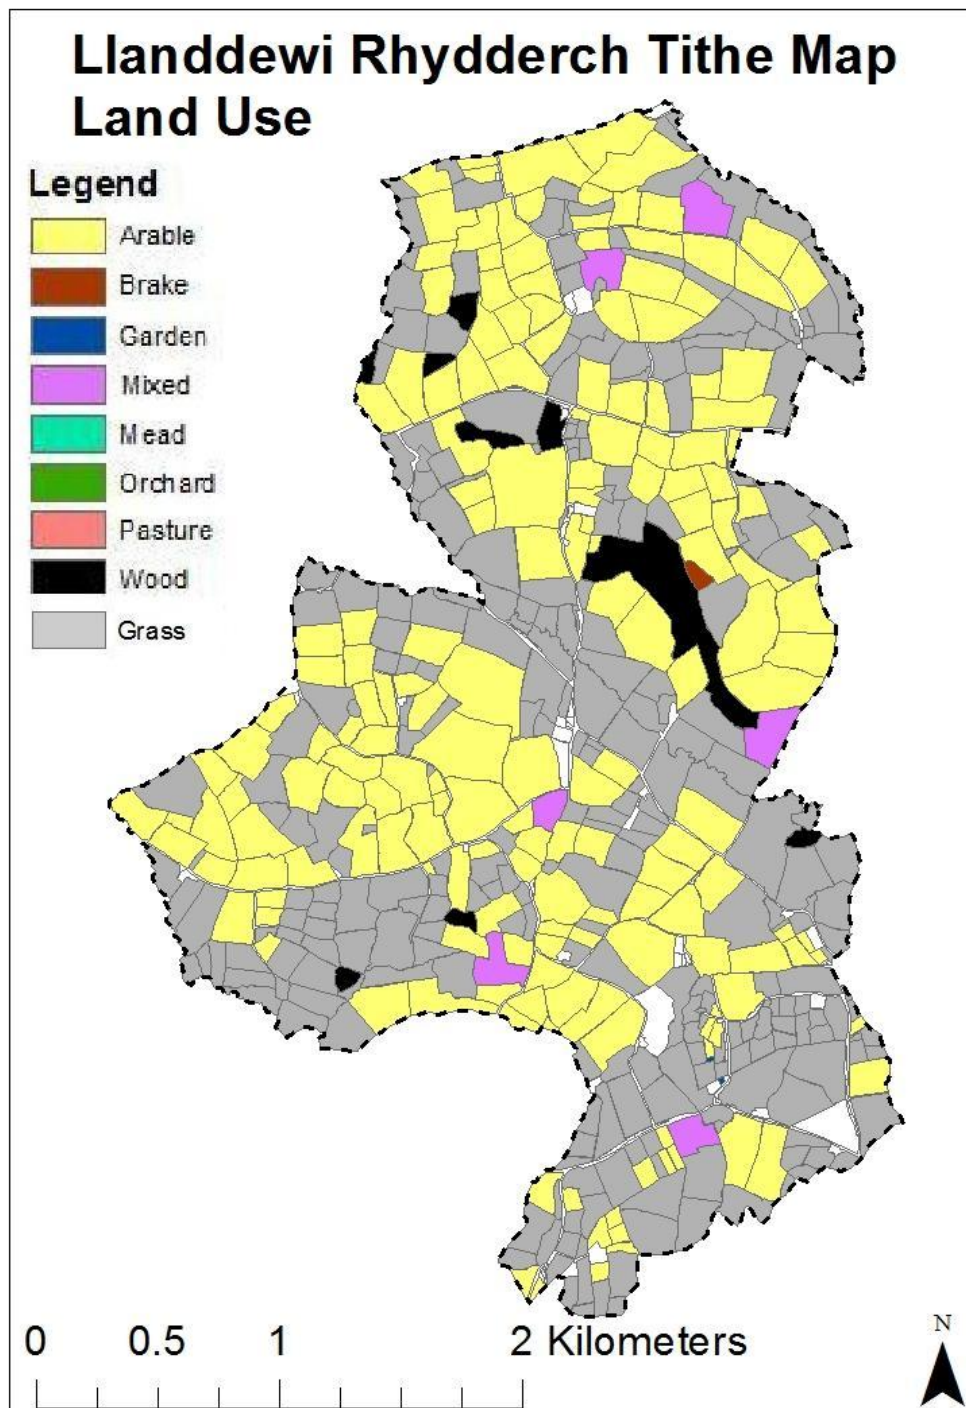 Llanddewi Rhydderch Tithe Map
Land Use
Legend
Arable
Brake
Garden
Mixed
Mead
Orchard
Pasture
Wood
Grass
0 0.5 1 2 Kilometers
N